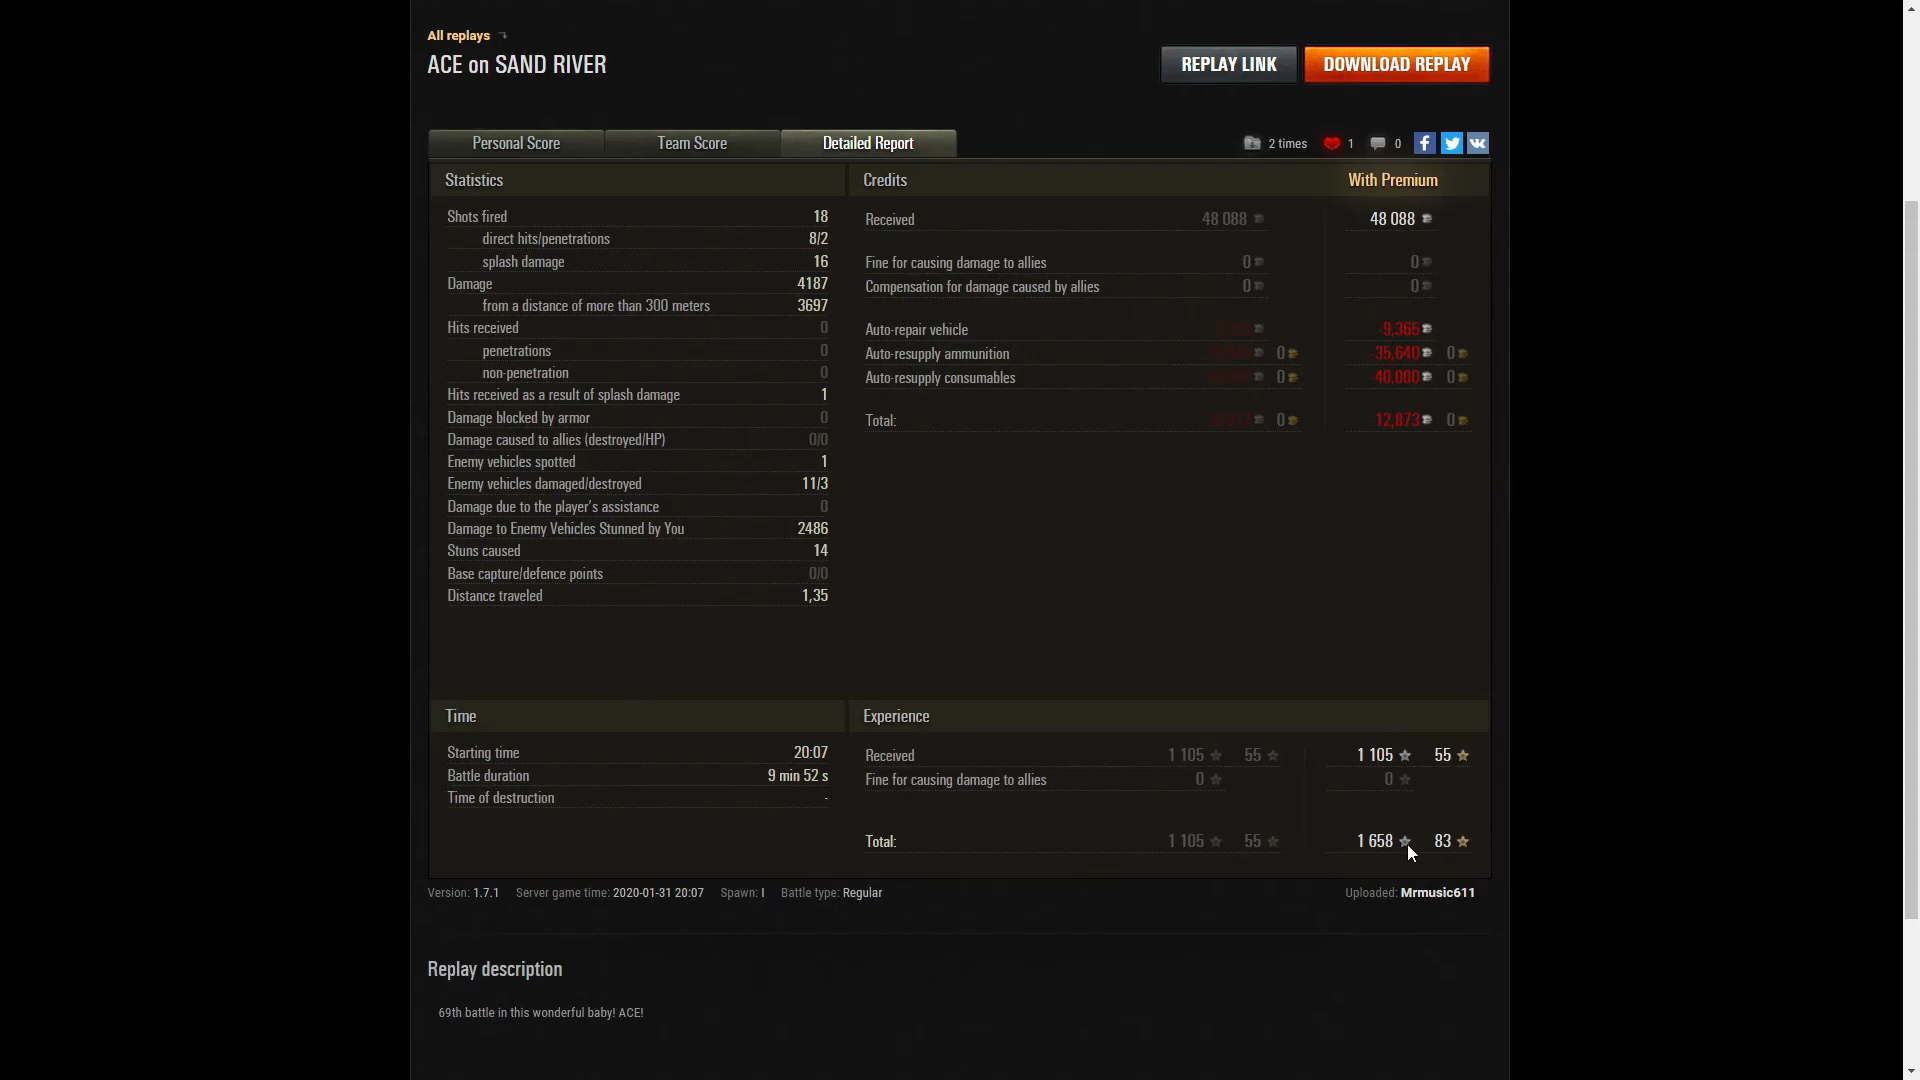 All replays
ACE on SAND RIVER
REPLAY LINK
DOWNLOAD REPLAY
Personal Score
Team Score
Detailed Report
2 times
1
0
Statistics
Credits
With Premium
Shots fired 18
direct hits/penetrations 8/2
splash damage 16
Damage 4187
from a distance of more than 300 meters 3697
Hits received 0
penetrations 0
non-penetration 0
Hits received as a result of splash damage 1
Damage blocked by armor 0
Damage caused to allies (destroyed/HP) 0/0
Enemy vehicles spotted 1
Enemy vehicles damaged/destroyed 11/3
Damage due to the player's assistance 0
Damage to Enemy Vehicles Stunned by You 2486
Stuns caused 14
Base capture/defence points 0/0
Distance traveled 1,35
Received 48 088 48 088
Fine for causing damage to allies 0 0
Compensation for damage caused by allies 0 0
Auto-repair vehicle -9,365
Auto-resupply ammunition 0 -35,640 0
Auto-resupply consumables 0 -40,000 0
Total: 0 -12,873 0
Time
Starting time 20:07
Battle duration 9 min 52 s
Time of destruction -
Experience
Received 1 105 55 1 105 55
Fine for causing damage to allies 0 0
Total: 1 105 55 1 658 83
Version: 1.7.1 Server game time: 2020-01-31 20:07 Spawn: I Battle type: Regular
Uploaded: Mrmusic611
Replay description
69th battle in this wonderful baby! ACE!